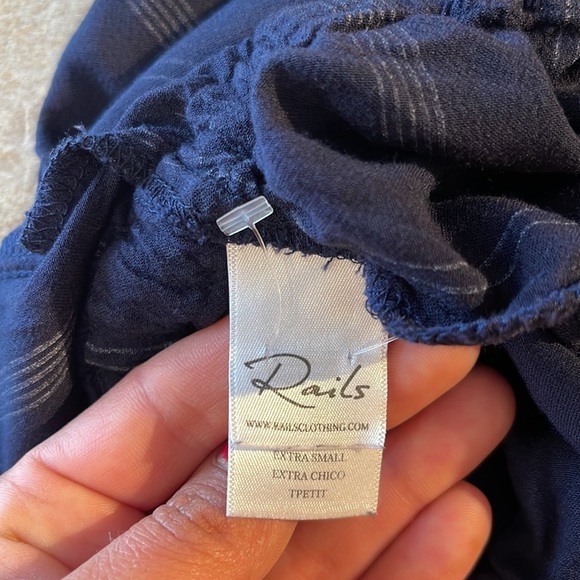 Rails
WWW.RAILSCLOTHING.COM
EXTRA SMALL
EXTRA CHICO
TPETIT